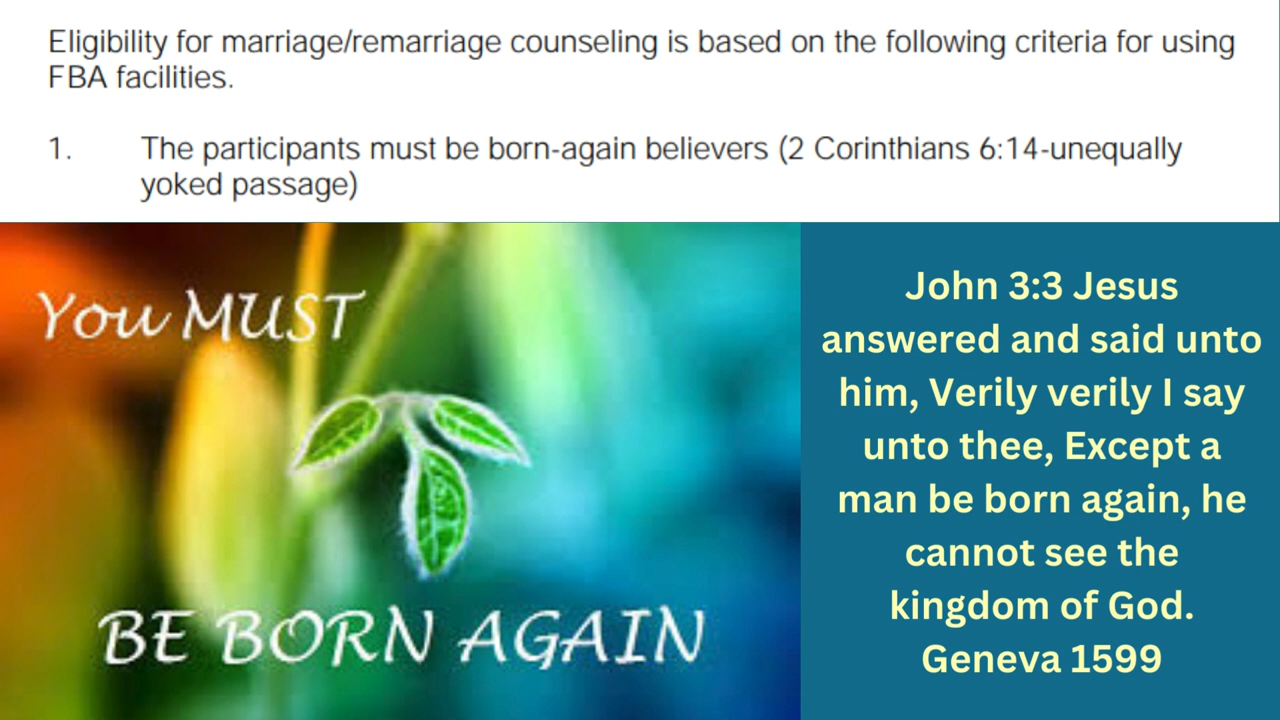 Eligibility for marriage/remarriage counseling is based on the following criteria for using
FBA facilities.
1. The participants must be born-again believers (2 Corinthians 6:14-unequally
yoked passage)
You MUST
BE BORN AGAIN
John 3:3 Jesus
answered and said unto
him, Verily verily I say
unto thee, Except a
man be born again, he
cannot see the
kingdom of God.
Geneva 1599